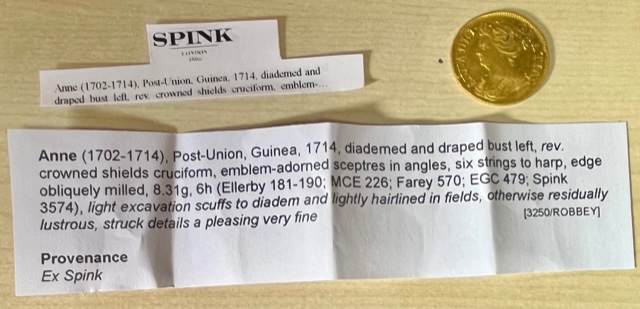 SPINK
LONDON
Anne (1702-1714), Post-Union, Guinea, 1714, diademed and
draped bust left, rev. crowned shields cruciform, emblem-...
Anne (1702-1714), Post-Union, Guinea, 1714, diademed and draped bust left, rev.
crowned shields cruciform, emblem-adorned sceptres in angles, six strings to harp, edge
obliquely milled, 8.31g, 6h (Ellerby 181-190; MCE 226; Farey 570; EGC 479; Spink
3574), light excavation scuffs to diadem and lightly hairlined in fields, otherwise residually
lustrous, struck details a pleasing very fine
[3250/ROBBEY]
Provenance
Ex Spink